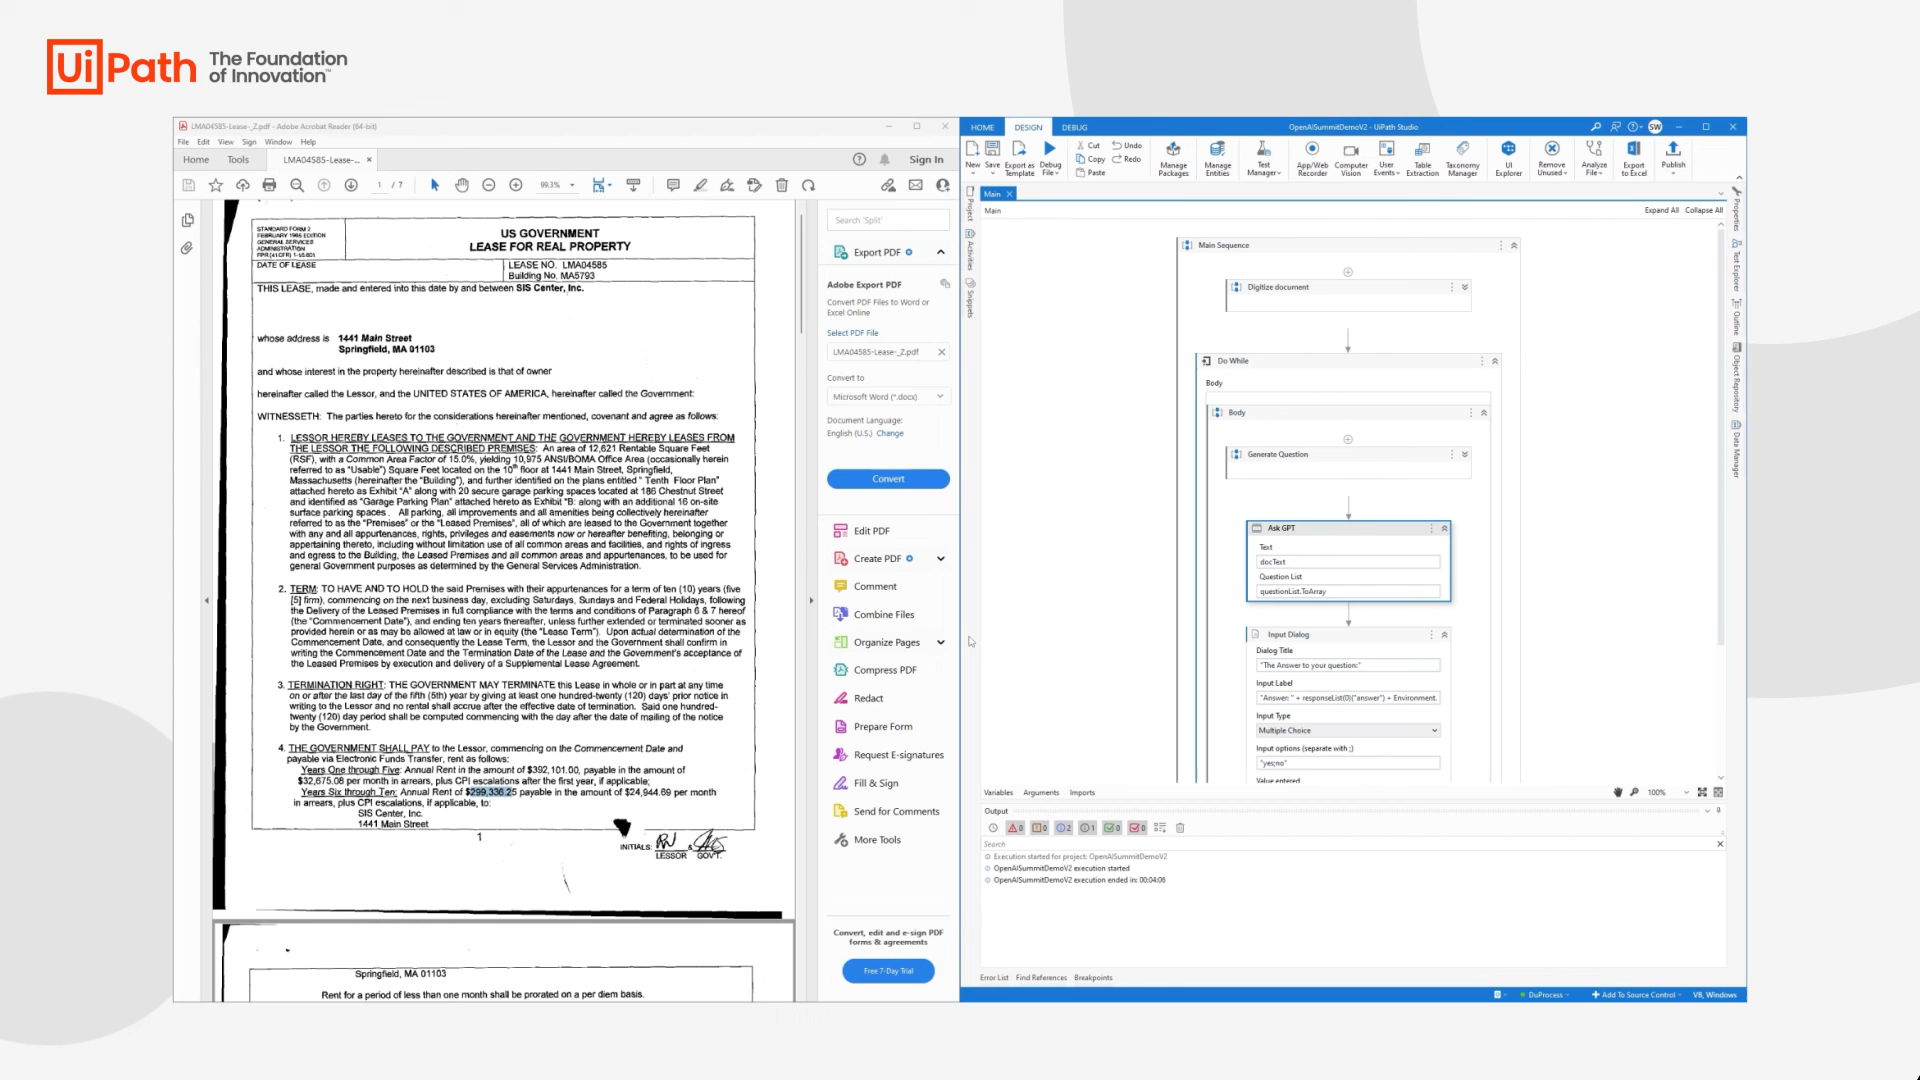 UiPath The Foundation
of Innovation™
LMA04585-Lease-_Z.pdf - Adobe Acrobat Reader (64-bit)
File Edit View Sign Window Help
Home Tools LMA04585-Lease-... ×
Sign In
1 / 7 99.3%
STANDARD FORM 2
FEBRUARY 1965 EDITION
GENERAL SERVICES
ADMINISTRATION
FPR (41 CFR) 1-16.601
US GOVERNMENT
LEASE FOR REAL PROPERTY
DATE OF LEASE
LEASE NO. LMA04585
Building No. MA5793
THIS LEASE, made and entered into this date by and between SIS Center, Inc.
whose address is 1441 Main Street
Springfield, MA 01103
and whose interest in the property hereinafter described is that of owner
hereinafter called the Lessor, and the UNITED STATES OF AMERICA, hereinafter called the Government:
WITNESSETH: The parties hereto for the considerations hereinafter mentioned, covenant and agree as follows:
1. LESSOR HEREBY LEASES TO THE GOVERNMENT AND THE GOVERNMENT HEREBY LEASES FROM
THE LESSOR THE FOLLOWING DESCRIBED PREMISES: An area of 12,621 Rentable Square Feet
(RSF), with a Common Area Factor of 15.0%, yielding 10,975 ANSI/BOMA Office Area (occasionally herein
referred to as "Usable") Square Feet located on the 10th floor at 1441 Main Street, Springfield,
Massachusetts (hereinafter the "Building"), and further identified on the plans entitled " Tenth Floor Plan"
attached hereto as Exhibit "A" along with 20 secure garage parking spaces located at 186 Chestnut Street
and identified as "Garage Parking Plan" attached hereto as Exhibit "B: along with an additional 16 on-site
surface parking spaces . All parking, all improvements and all amenities being collectively hereinafter
referred to as the "Premises" or the "Leased Premises", all of which are leased to the Government together
with any and all appurtenances, rights, privileges and easements now or hereafter benefiting, belonging or
appertaining thereto, including without limitation use of all common areas and facilities, and rights of ingress
and egress to the Building, the Leased Premises and all common areas and appurtenances, to be used for
general Government purposes as determined by the General Services Administration.
2. TERM: TO HAVE AND TO HOLD the said Premises with their appurtenances for a term of ten (10) years (five
[5] firm), commencing on the next business day, excluding Saturdays, Sundays and Federal Holidays, following
the Delivery of the Leased Premises in full compliance with the terms and conditions of Paragraph 6 & 7 hereof
(the "Commencement Date"), and ending ten years thereafter, unless further extended or terminated sooner as
provided herein or as may be allowed at law or in equity (the "Lease Term"). Upon actual determination of the
Commencement Date, and consequently the Lease Term, the Lessor and the Government shall confirm in
writing the Commencement Date and the Termination Date of the Lease and the Government's acceptance of
the Leased Premises by execution and delivery of a Supplemental Lease Agreement.
3. TERMINATION RIGHT: THE GOVERNMENT MAY TERMINATE this Lease in whole or in part at any time
on or after the last day of the fifth (5th) year by giving at least one hundred-twenty (120) days' prior notice in
writing to the Lessor and no rental shall accrue after the effective date of termination. Said one hundred-
twenty (120) day period shall be computed commencing with the day after the date of mailing of the notice
by the Government.
4. THE GOVERNMENT SHALL PAY to the Lessor, commencing on the Commencement Date and
payable via Electronic Funds Transfer, rent as follows:
Years One through Five: Annual Rent in the amount of $392,101.00, payable in the amount of
$32,675.08 per month in arrears, plus CPI escalations after the first year, if applicable;
Years Six through Ten: Annual Rent of $299,336.25 payable in the amount of $24,944.69 per month
in arrears, plus CPI escalations, if applicable, to:
SIS Center, Inc.
1441 Main Street
1
INITIALS: &
LESSOR GOVT.
Springfield, MA 01103
Rent for a period of less than one month shall be prorated on a per diem basis.
Search 'Split'
Export PDF
Adobe Export PDF
Convert PDF Files to Word or
Excel Online
Select PDF File
LMA04585-Lease-_Z.pdf ×
Convert to
Microsoft Word (*.docx)
Document Language:
English (U.S.) Change
Convert
Edit PDF
Create PDF
Comment
Combine Files
Organize Pages
Compress PDF
Redact
Prepare Form
Request E-signatures
Fill & Sign
Send for Comments
More Tools
Convert, edit and e-sign PDF
forms & agreements
Free 7-Day Trial
HOME DESIGN DEBUG OpenAISummitDemoV2 - UiPath Studio SW
New Save Export as Template Debug File Cut Copy Paste Undo Redo Manage Packages Manage Entities Test Manager App/Web Recorder Computer Vision User Events Table Extraction Taxonomy Manager UI Explorer Remove Unused Analyze File Export to Excel Publish
Main ×
Main Expand All Collapse All
Project
Activities
Snippets
Main Sequence
Digitize document
Do While
Body
Body
Generate Question
Ask GPT
Text
docText
Question List
questionList.ToArray
Input Dialog
Dialog Title
"The Answer to your question:"
Input Label
"Answer: " + responseList(0)("answer") + Environment.
Input Type
Multiple Choice
Input options (separate with ;)
"yes;no"
Value entered
Properties
Test Explorer
Outline
Object Repository
Data Manager
Variables Arguments Imports 100%
Output
0 0 2 1 0 0
Search
Execution started for project: OpenAISummitDemoV2
OpenAISummitDemoV2 execution started
OpenAISummitDemoV2 execution ended in: 00:04:06
Error List Find References Breakpoints
DuProcess Add To Source Control VB, Windows